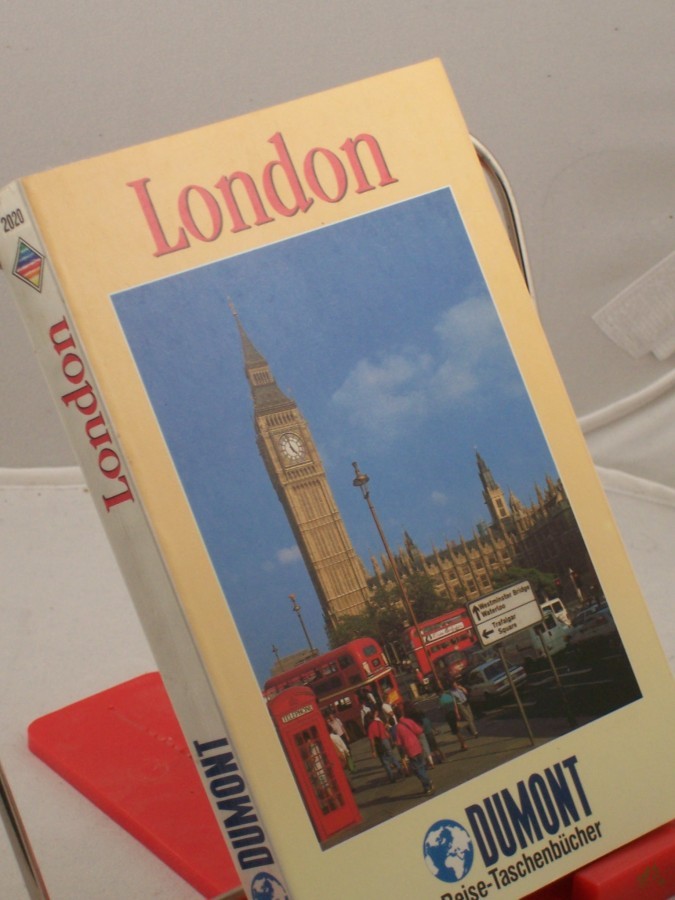 London
2020
London
DUMONT
TELEPHONE
Westminster Bridge
Waterloo
Trafalgar
Square
DUMONT
Reise-Taschenbücher